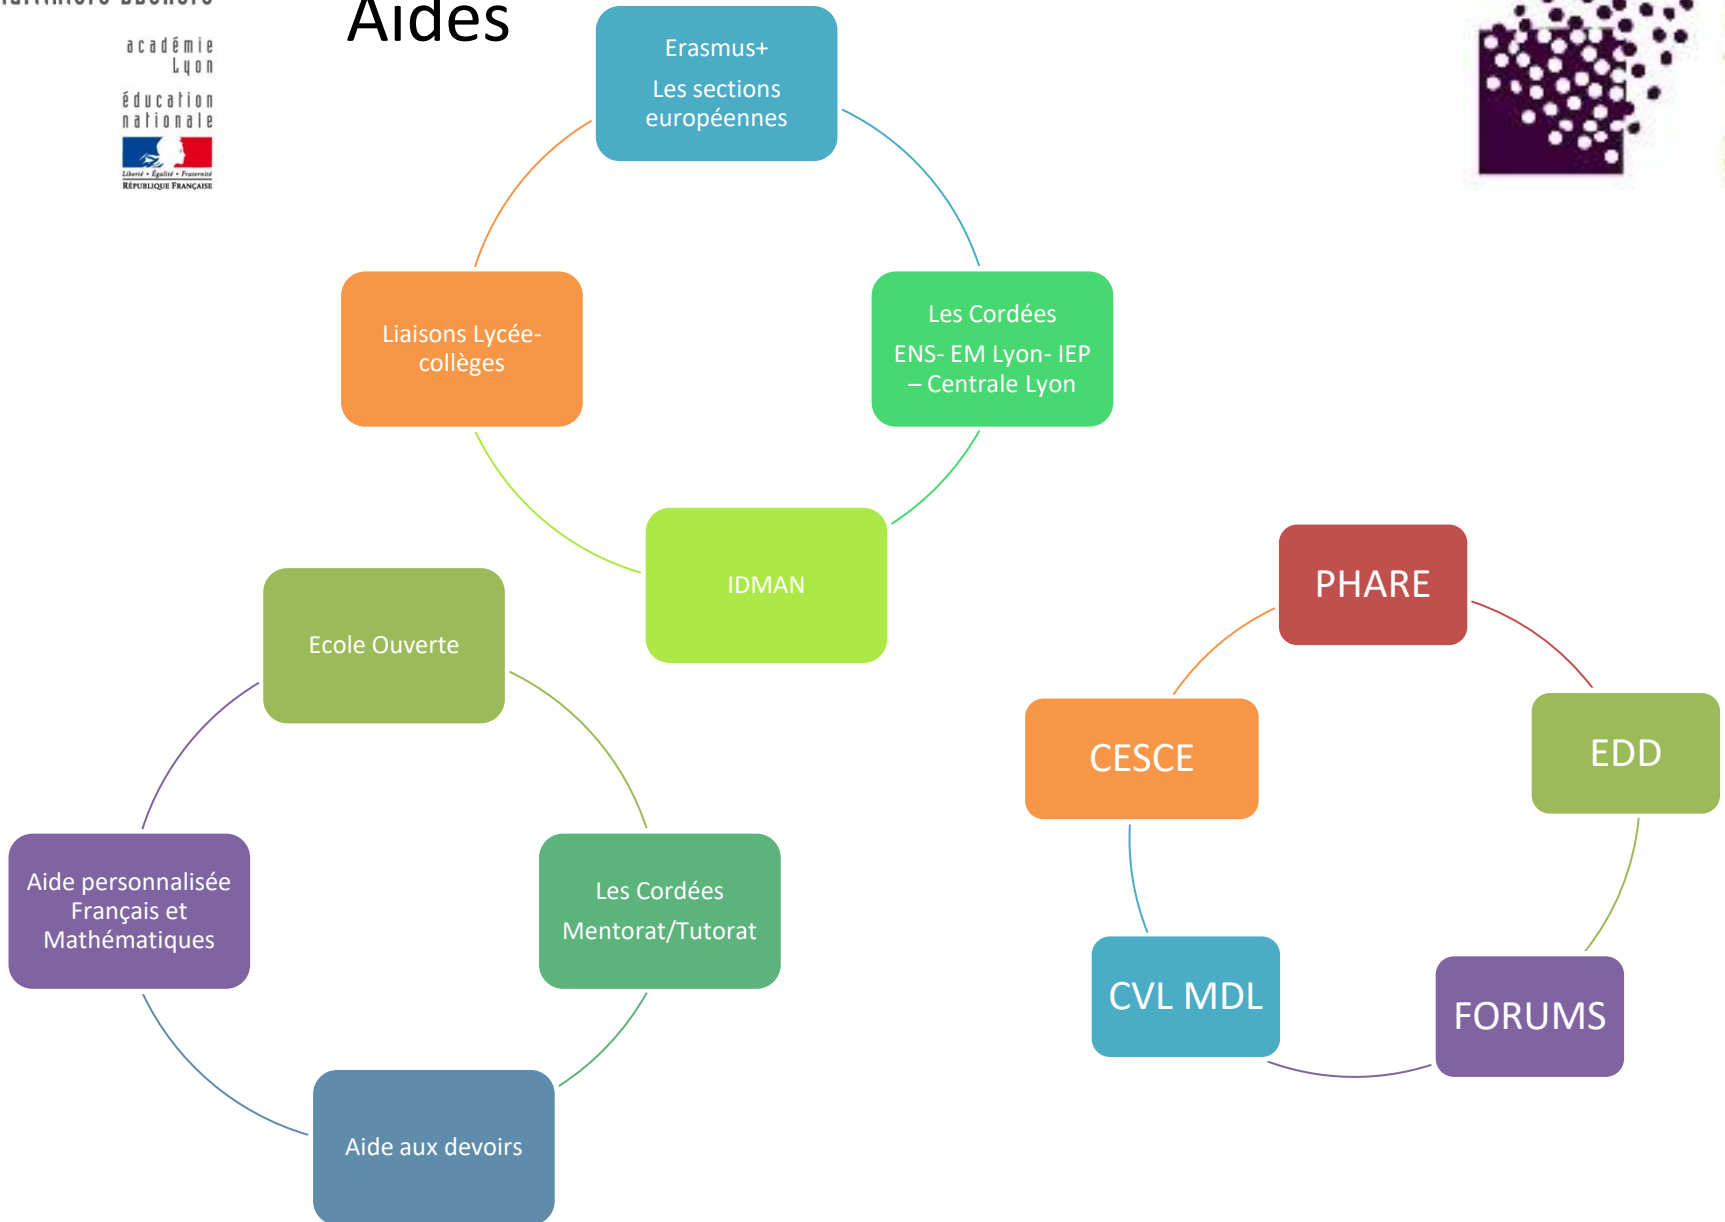 Aides
académie
Lyon
éducation
nationale
Liberté • Égalité • Fraternité
RÉPUBLIQUE FRANÇAISE
Erasmus+
Les sections
européennes
Liaisons Lycée-
collèges
Les Cordées
ENS- EM Lyon- IEP
– Centrale Lyon
IDMAN
Ecole Ouverte
Aide personnalisée
Français et
Mathématiques
Les Cordées
Mentorat/Tutorat
Aide aux devoirs
PHARE
CESCE
EDD
CVL MDL
FORUMS